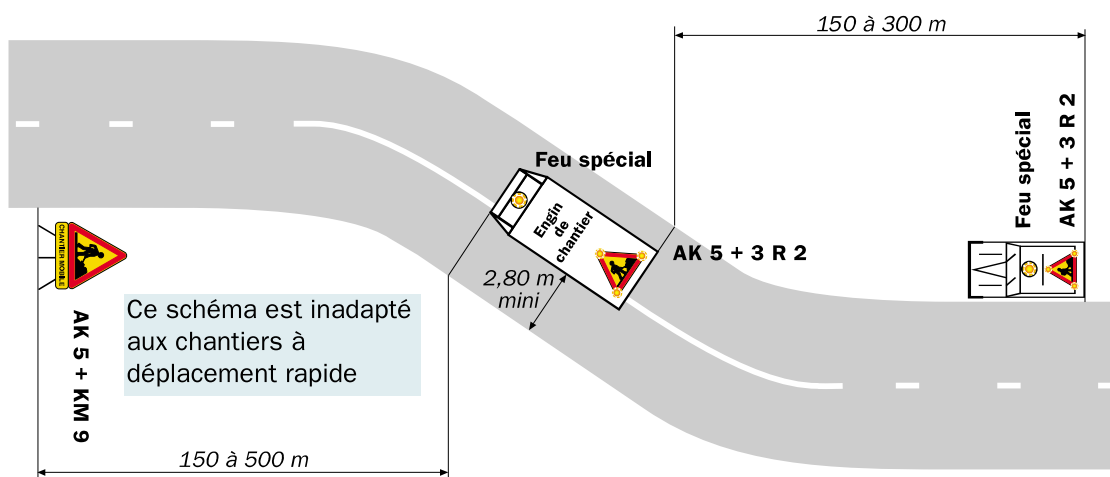 150 à 300 m
Feu spécial
AK 5 + 3 R 2
Feu spécial
Engin
de
chantier
AK 5 + 3 R 2
2,80 m
mini
CHANTIER MOBILE
AK 5 + KM 9
Ce schéma est inadapté
aux chantiers à
déplacement rapide
150 à 500 m